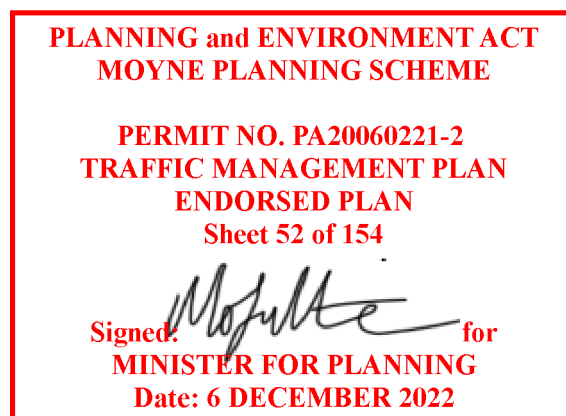 PLANNING and ENVIRONMENT ACT
MOYNE PLANNING SCHEME
PERMIT NO. PA20060221-2
TRAFFIC MANAGEMENT PLAN
ENDORSED PLAN
Sheet 52 of 154
Signed: for
MINISTER FOR PLANNING
Date: 6 DECEMBER 2022